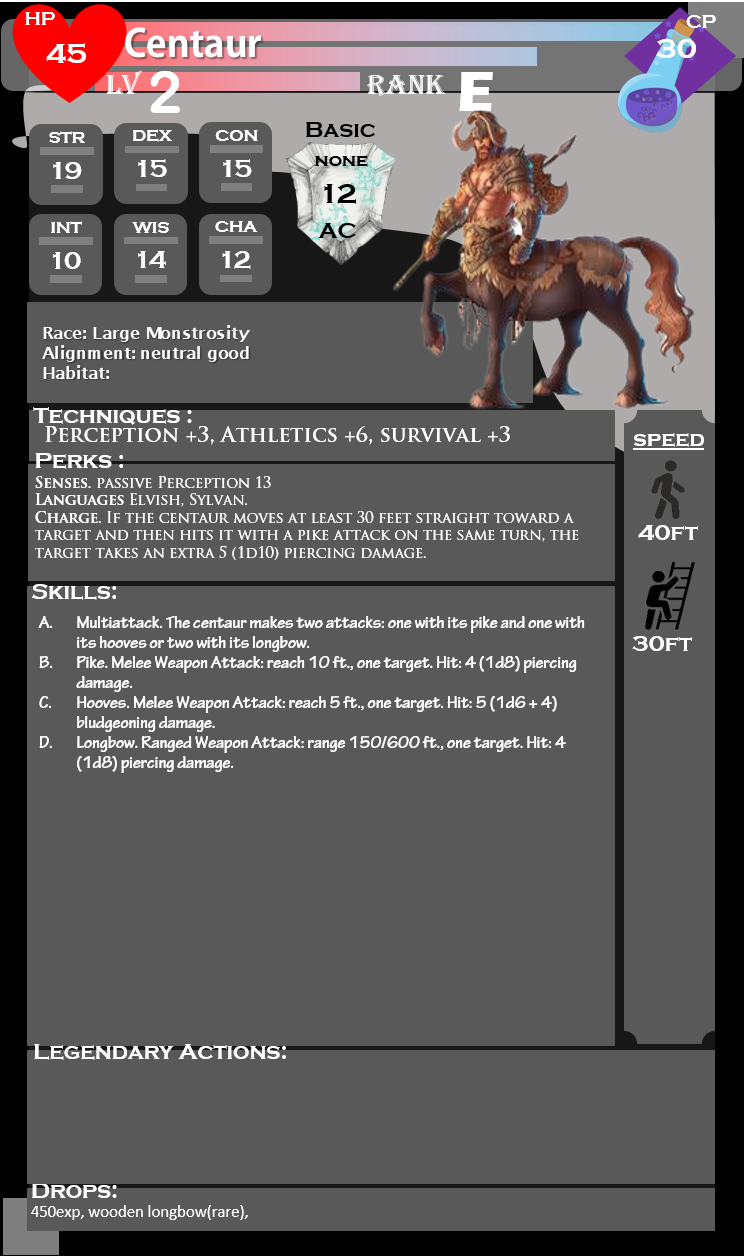 HP
45
Centaur
CP
30
LV 2
RANK E
STR
19
DEX
15
CON
15
INT
10
WIS
14
CHA
12
BASIC
NONE
12
AC
Race: Large Monstrosity
Alignment: neutral good
Habitat:
TECHNIQUES :
PERCEPTION +3, ATHLETICS +6, SURVIVAL +3
PERKS :
SENSES. PASSIVE PERCEPTION 13
LANGUAGES ELVISH, SYLVAN.
CHARGE. IF THE CENTAUR MOVES AT LEAST 30 FEET STRAIGHT TOWARD A
TARGET AND THEN HITS IT WITH A PIKE ATTACK ON THE SAME TURN, THE
TARGET TAKES AN EXTRA 5 (1D10) PIERCING DAMAGE.
SPEED
40FT
30FT
SKILLS:
A. Multiattack. The centaur makes two attacks: one with its pike and one with
its hooves or two with its longbow.
B. Pike. Melee Weapon Attack: reach 10 ft., one target. Hit: 4 (1d8) piercing
damage.
C. Hooves. Melee Weapon Attack: reach 5 ft., one target. Hit: 5 (1d6 + 4)
bludgeoning damage.
D. Longbow. Ranged Weapon Attack: range 150/600 ft., one target. Hit: 4
(1d8) piercing damage.
LEGENDARY ACTIONS:
DROPS:
450exp, wooden longbow(rare),